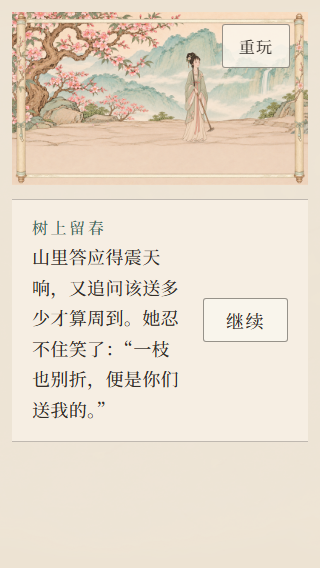 重玩
树上留春
山里答应得震天
响，又追问该送多
少才算周到。她忍
不住笑了：“一枝
也别折，便是你们
送我的。”
继续